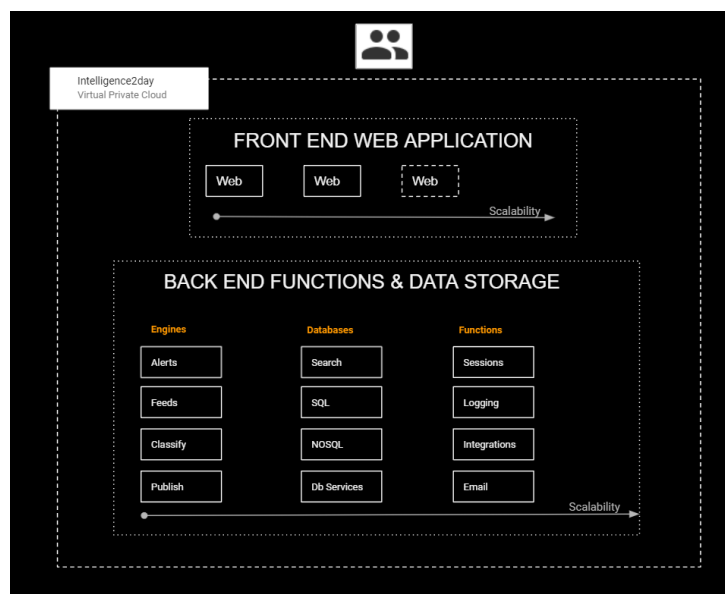 Intelligence2day
Virtual Private Cloud
FRONT END WEB APPLICATION
Web Web Web
Scalability
BACK END FUNCTIONS & DATA STORAGE
Engines Databases Functions
Alerts Search Sessions
Feeds SQL Logging
Classify NOSQL Integrations
Publish Db Services Email
Scalability